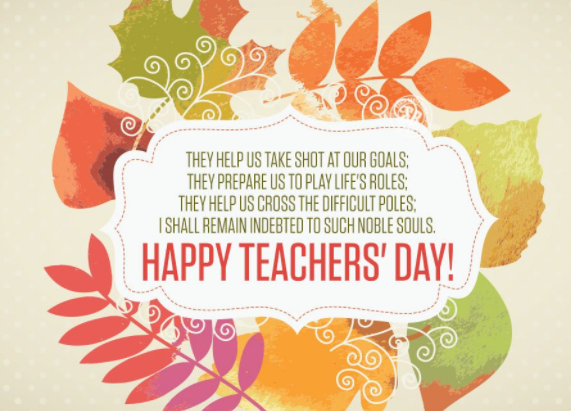 THEY HELP US TAKE SHOT AT OUR GOALS;
THEY PREPARE US TO PLAY LIFE'S ROLES;
THEY HELP US CROSS THE DIFFICULT POLES;
I SHALL REMAIN INDEBTED TO SUCH NOBLE SOULS.
HAPPY TEACHERS' DAY!